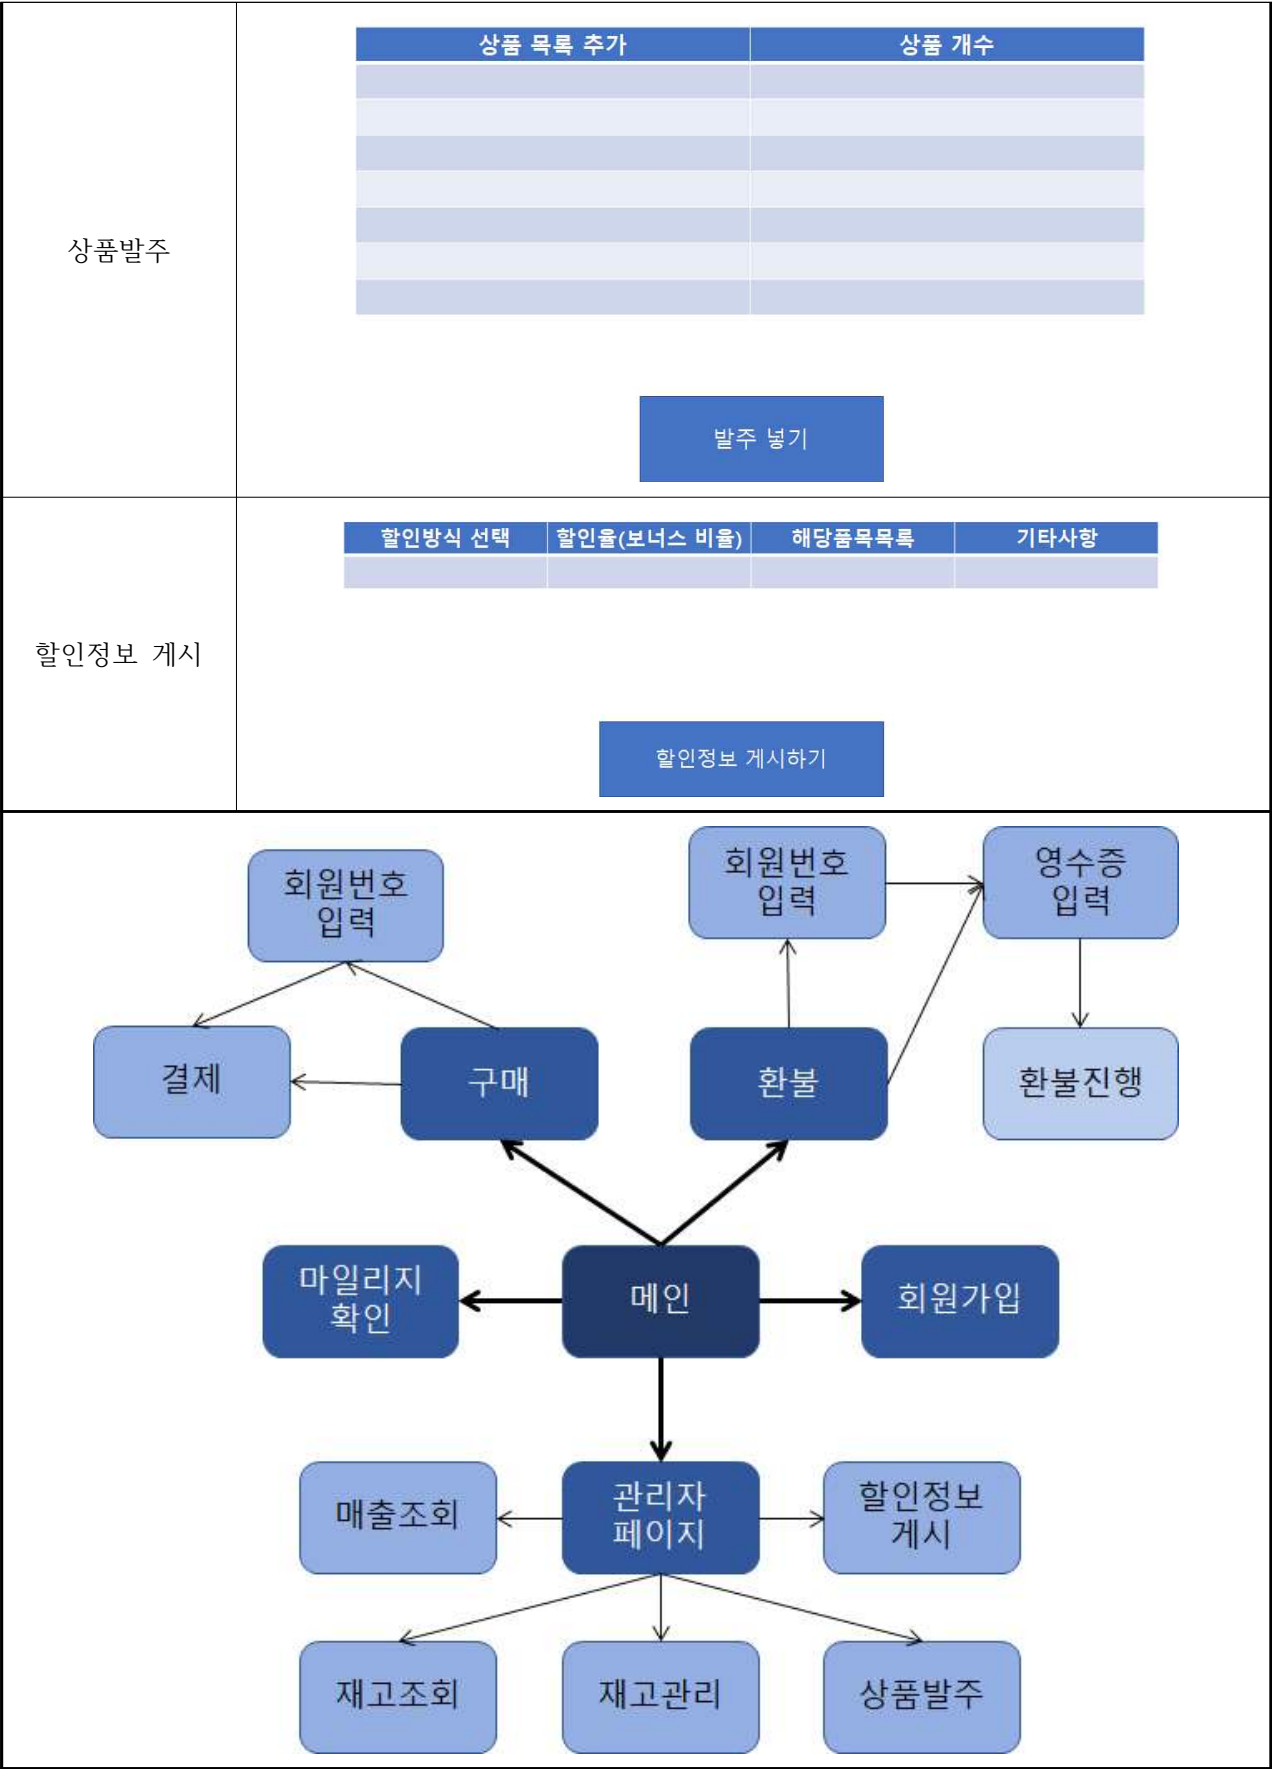 상품 목록 추가 상품 개수
상품발주
발주 넣기
할인방식 선택 할인율(보너스 비율) 해당품목목록 기타사항
할인정보 게시
할인정보 게시하기
회원번호
입력
회원번호
입력
영수증
입력
결제
구매
환불
환불진행
마일리지
확인
메인
회원가입
매출조회
관리자
페이지
할인정보
게시
재고조회
재고관리
상품발주